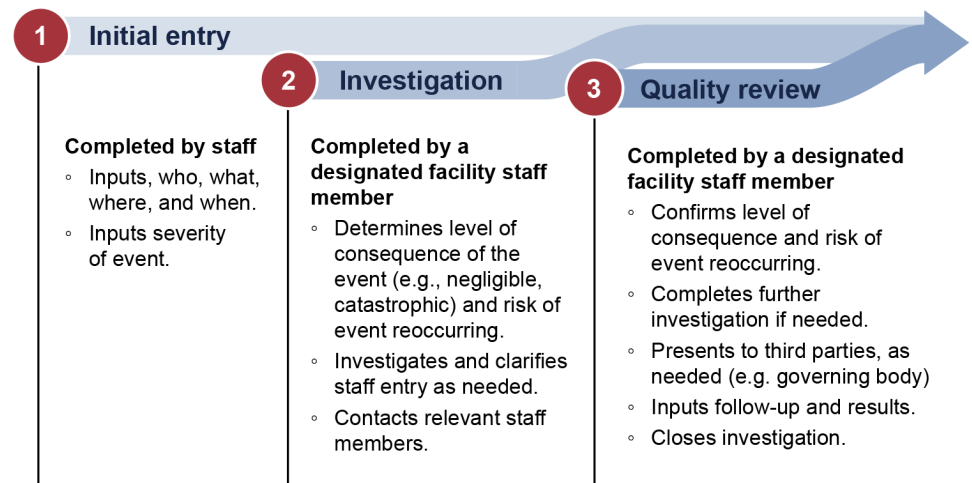 1 Initial entry
Completed by staff
◦ Inputs, who, what,
where, and when.
◦ Inputs severity
of event.
2 Investigation
Completed by a
designated facility staff
member
◦ Determines level of
consequence of the
event (e.g., negligible,
catastrophic) and risk of
event reoccurring.
◦ Investigates and clarifies
staff entry as needed.
◦ Contacts relevant staff
members.
3 Quality review
Completed by a designated
facility staff member
◦ Confirms level of
consequence and risk of
event reoccurring.
◦ Completes further
investigation if needed.
◦ Presents to third parties, as
needed (e.g. governing body)
◦ Inputs follow-up and results.
◦ Closes investigation.